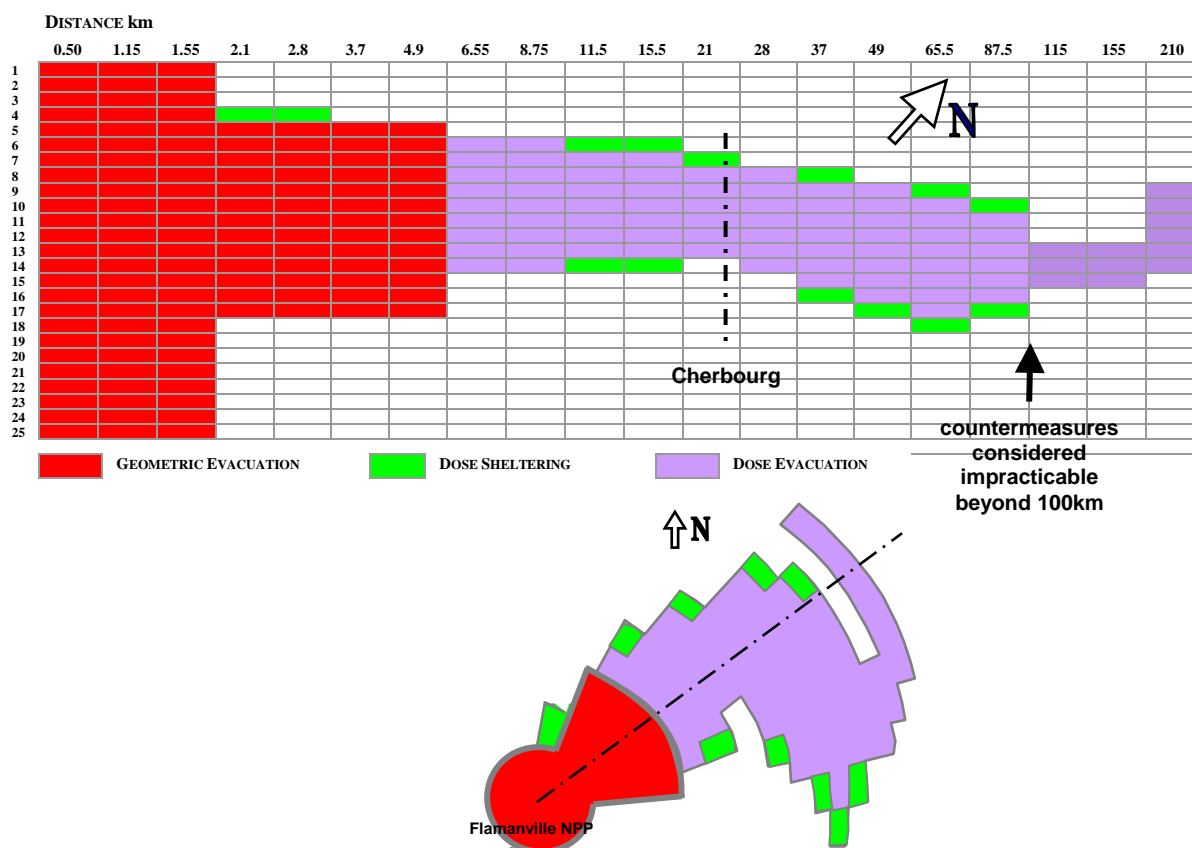 DISTANCE km
0.50 1.15 1.55 2.1 2.8 3.7 4.9 6.55 8.75 11.5 15.5 21 28 37 49 65.5 87.5 115 155 210
1
2
3
4
N
5
6
7
8
9
10
11
12
13
14
15
16
17
18
19
20
21
Cherbourg
22
23
24
25
countermeasures
considered
impracticable
beyond 100km
GEOMETRIC EVACUATION
DOSE SHELTERING
DOSE EVACUATION
N
Flamanville NPP